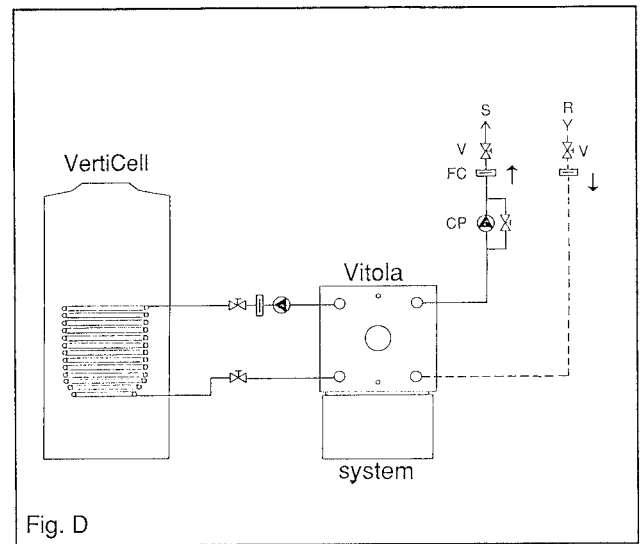 S R
V V
FC
CP
VertiCell
Vitola
system
Fig. D